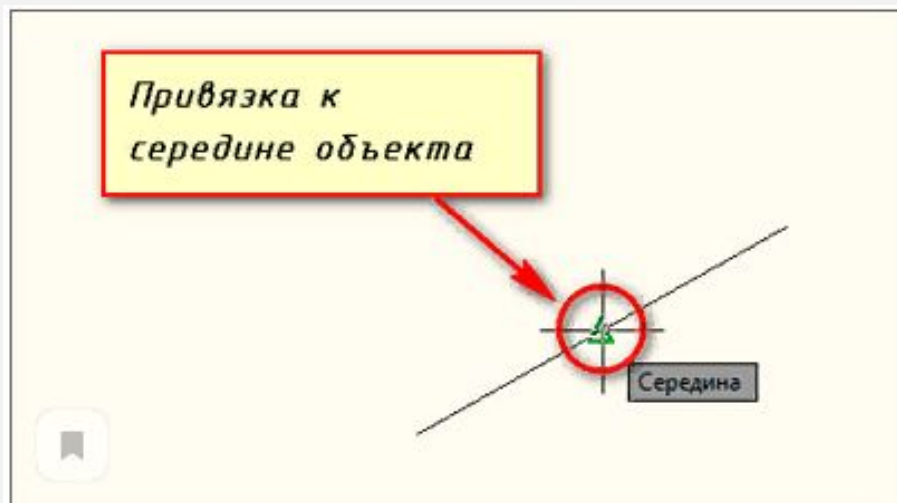 Привязка к
середине объекта
Середина